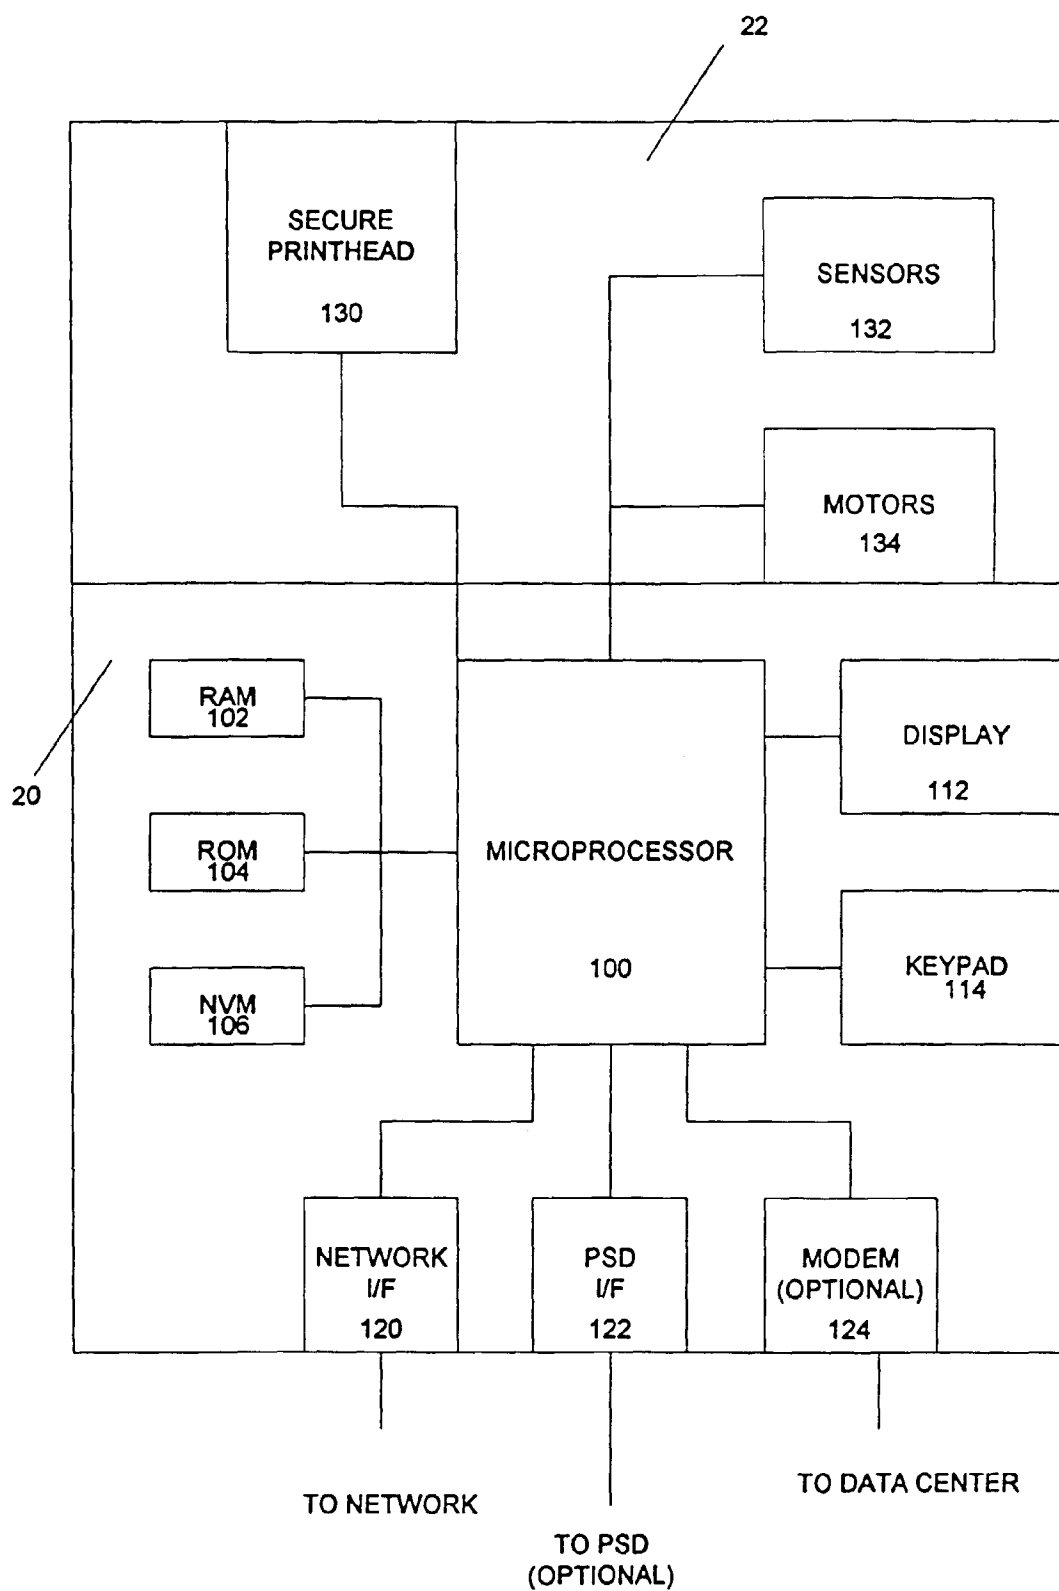 22
SECURE
PRINTHEAD
130
SENSORS
132
MOTORS
134
20
RAM
102
ROM
104
NVM
106
MICROPROCESSOR
100
DISPLAY
112
KEYPAD
114
NETWORK
I/F
120
PSD
I/F
122
MODEM
(OPTIONAL)
124
TO NETWORK
TO PSD
(OPTIONAL)
TO DATA CENTER